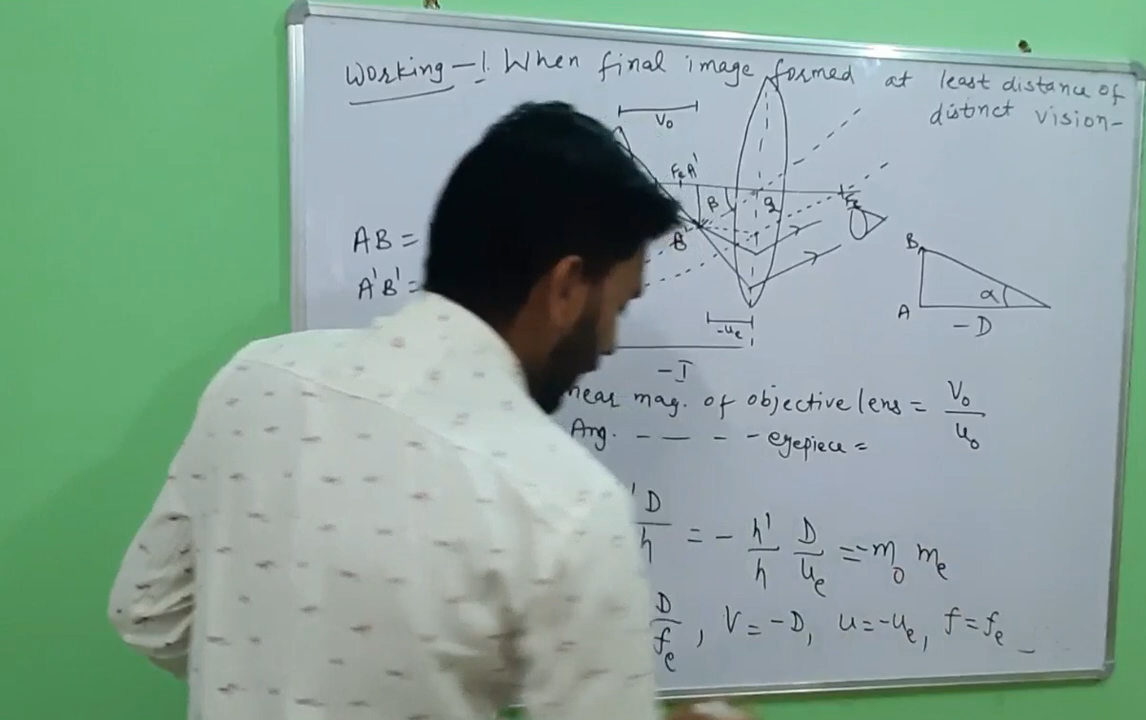 Working - 1. When final image formed at least distance of
distinct vision-
V₀
Fₑ A'
β
B'
Fₑ
-uₑ
-I
AB =
A'B' =
B
A
α
-D
near mag. of objective lens = V₀/u₀
Ang. - - - - eyepiece =
' D/h = - h'/h D/uₑ = -m₀ mₑ
D/fₑ, V = -D, u = -uₑ, f = fₑ